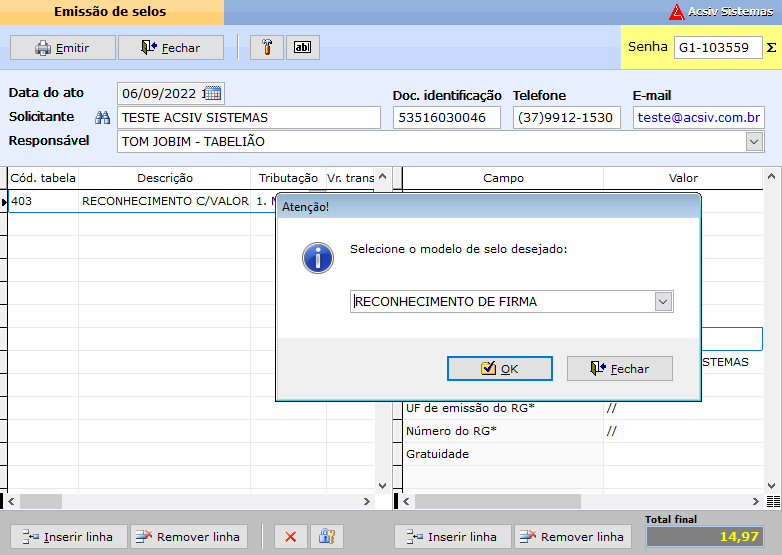 Emissão de selos
Acsiv Sistemas
Emitir
Fechar
abl
Senha G1-103559 Σ
Data do ato 06/09/2022
Doc. identificação Telefone E-mail
Solicitante TESTE ACSIV SISTEMAS 53516030046 (37)9912-1530 teste@acsiv.com.br
Responsável TOM JOBIM - TABELIÃO
Cód. tabela Descrição Tributação Vr. trans Campo Valor
403 RECONHECIMENTO C/VALOR 1.
Atenção!
Selecione o modelo de selo desejado:
RECONHECIMENTO DE FIRMA
OK Fechar
STEMAS
UF de emissão do RG* //
Número do RG* //
Gratuidade
Inserir linha Remover linha Inserir linha Remover linha
Total final
14,97